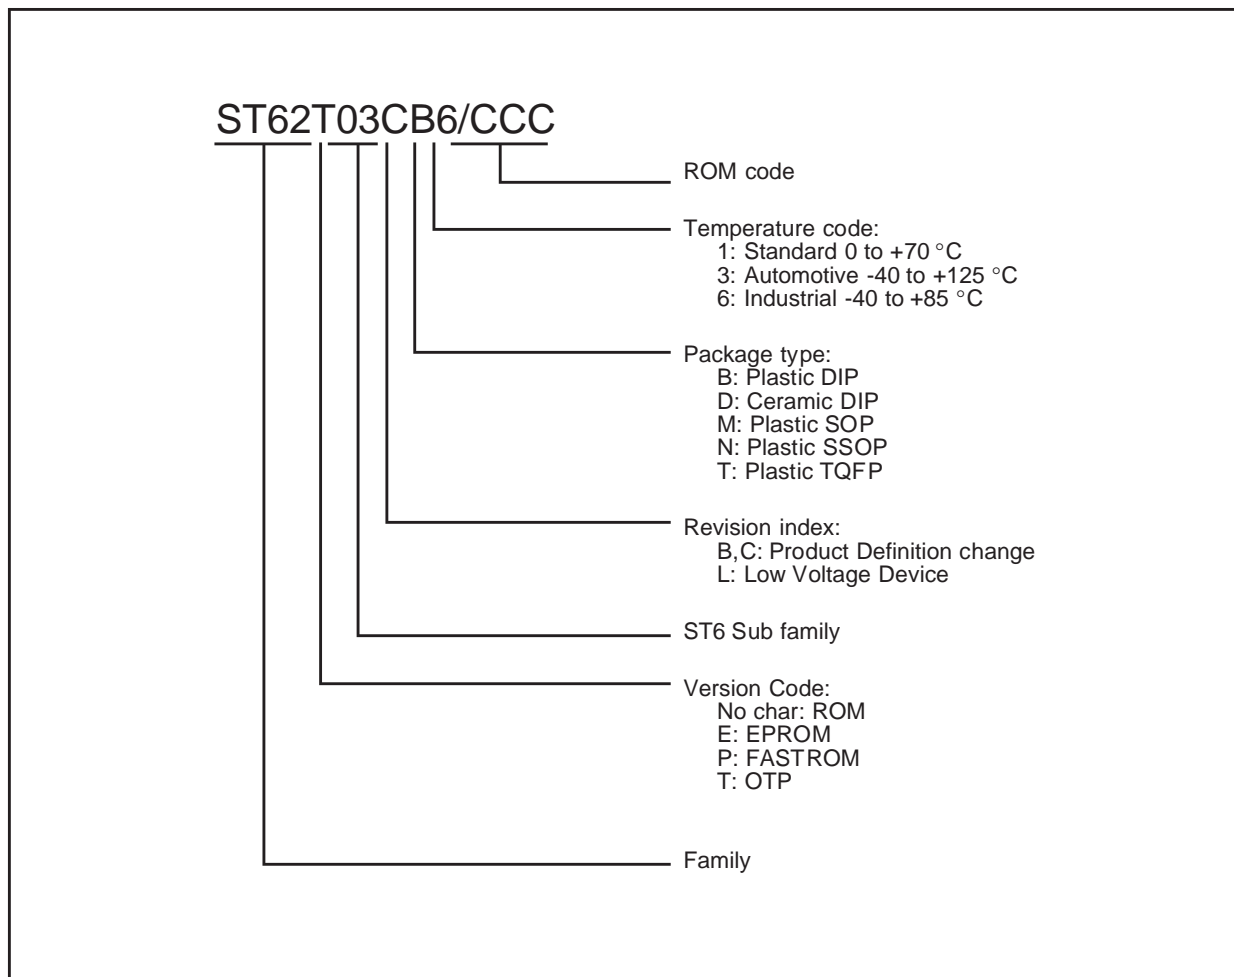 ST62T03CB6/CCC
ROM code
Temperature code:
1: Standard 0 to +70 °C
3: Automotive -40 to +125 °C
6: Industrial -40 to +85 °C
Package type:
B: Plastic DIP
D: Ceramic DIP
M: Plastic SOP
N: Plastic SSOP
T: Plastic TQFP
Revision index:
B,C: Product Definition change
L: Low Voltage Device
ST6 Sub family
Version Code:
No char: ROM
E: EPROM
P: FASTROM
T: OTP
Family